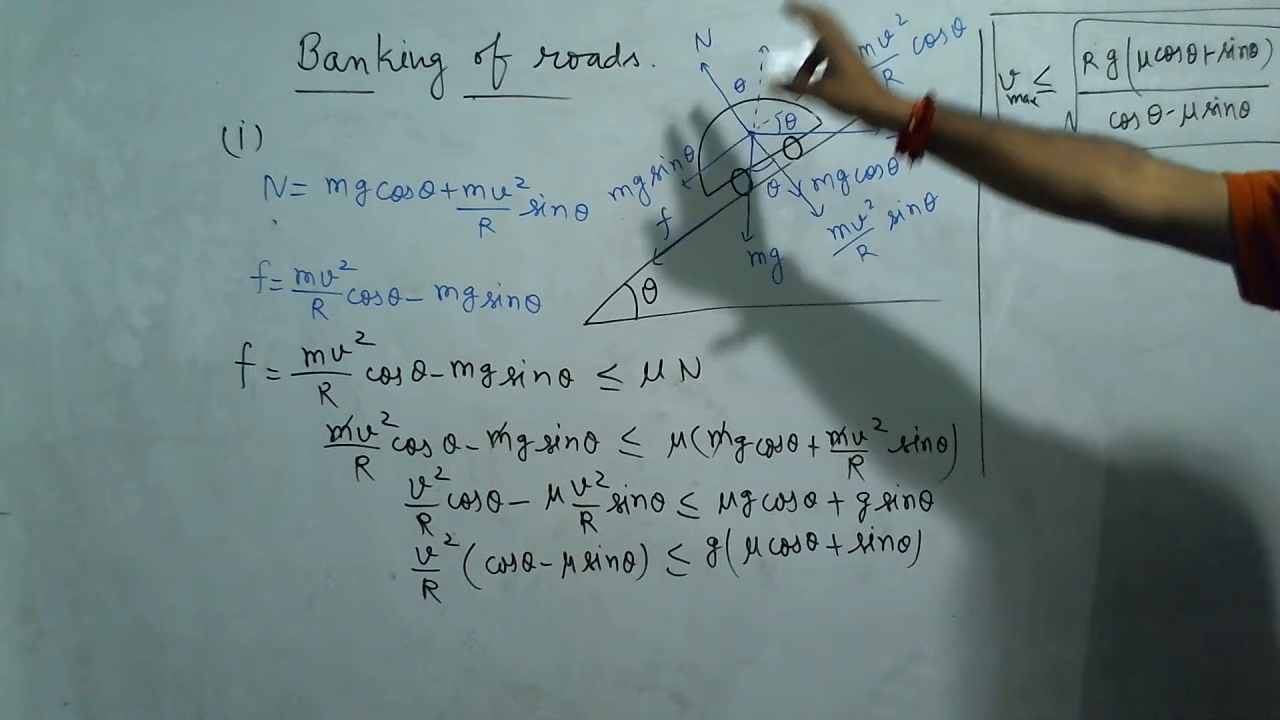 Banking of roads.
(i)
N = mg cosθ + mv²/R sinθ
f = mv²/R cosθ - mg sinθ
f = mv²/R cosθ - mg sinθ ≤ μN
mv²/R cosθ - mg sinθ ≤ μ(mg cosθ + mv²/R sinθ)
v²/R cosθ - μ v²/R sinθ ≤ μg cosθ + g sinθ
v²/R (cosθ - μ sinθ) ≤ g(μ cosθ + sinθ)
N
θ
mv²/R cosθ
θ
mg sinθ
f
θ
mg cosθ
mv²/R sinθ
mg
θ
v max ≤ √(Rg(μ cosθ + sinθ)/(cosθ - μ sinθ))